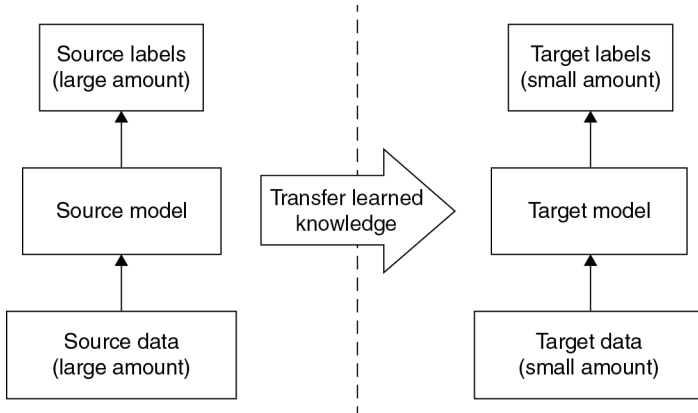 Source labels
(large amount)
Target labels
(small amount)
Source model
Transfer learned
knowledge
Target model
Source data
(large amount)
Target data
(small amount)